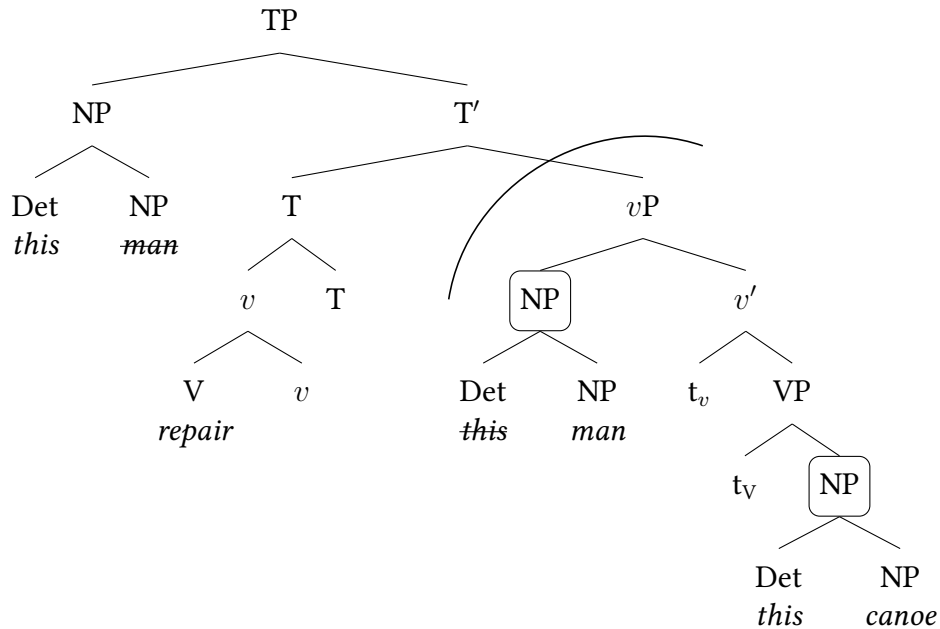 TP
NP T′
Det NP T vP
this man
v T NP v′
V v Det NP tᵥ VP
repair this man
t_V NP
Det NP
this canoe